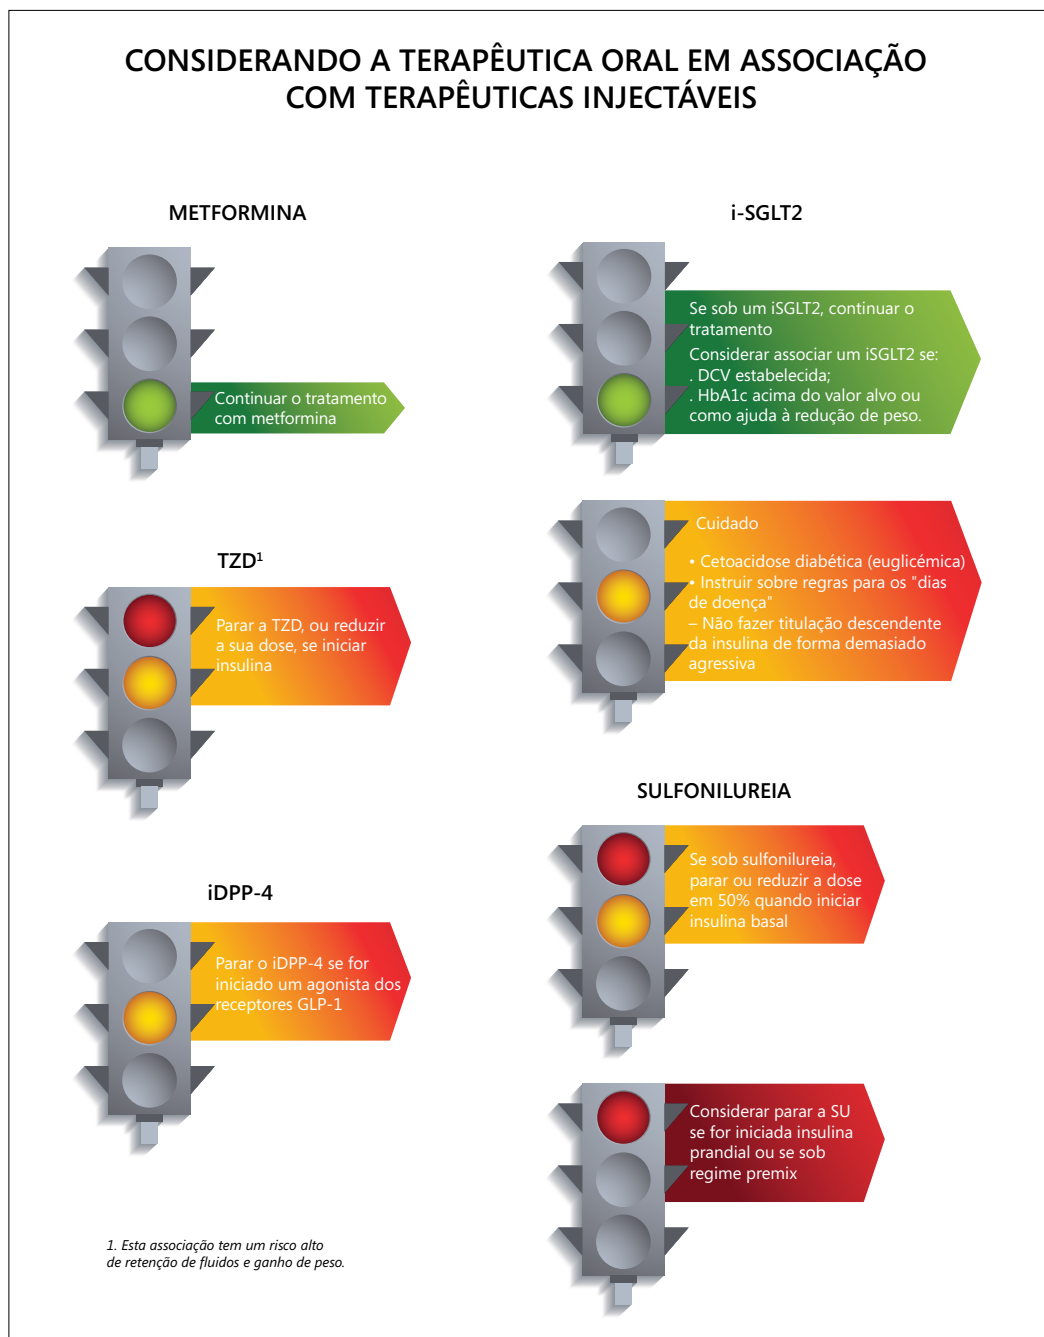 CONSIDERANDO A TERAPÊUTICA ORAL EM ASSOCIAÇÃO
COM TERAPÊUTICAS INJECTÁVEIS
METFORMINA
Continuar o tratamento
com metformina
TZD¹
Parar a TZD, ou reduzir
a sua dose, se iniciar
insulina
iDPP-4
Parar o iDPP-4 se for
iniciado um agonista dos
receptores GLP-1
i-SGLT2
Se sob um iSGLT2, continuar o
tratamento
Considerar associar um iSGLT2 se:
. DCV estabelecida;
. HbA1c acima do valor alvo ou
como ajuda à redução de peso.
Cuidado
• Cetoacidose diabética (euglicémica)
• Instruir sobre regras para os "dias
de doença"
– Não fazer titulação descendente
da insulina de forma demasiado
agressiva
SULFONILUREIA
Se sob sulfonilureia,
parar ou reduzir a dose
em 50% quando iniciar
insulina basal
Considerar parar a SU
se for iniciada insulina
prandial ou se sob
regime premix
1. Esta associação tem um risco alto
de retenção de fluidos e ganho de peso.